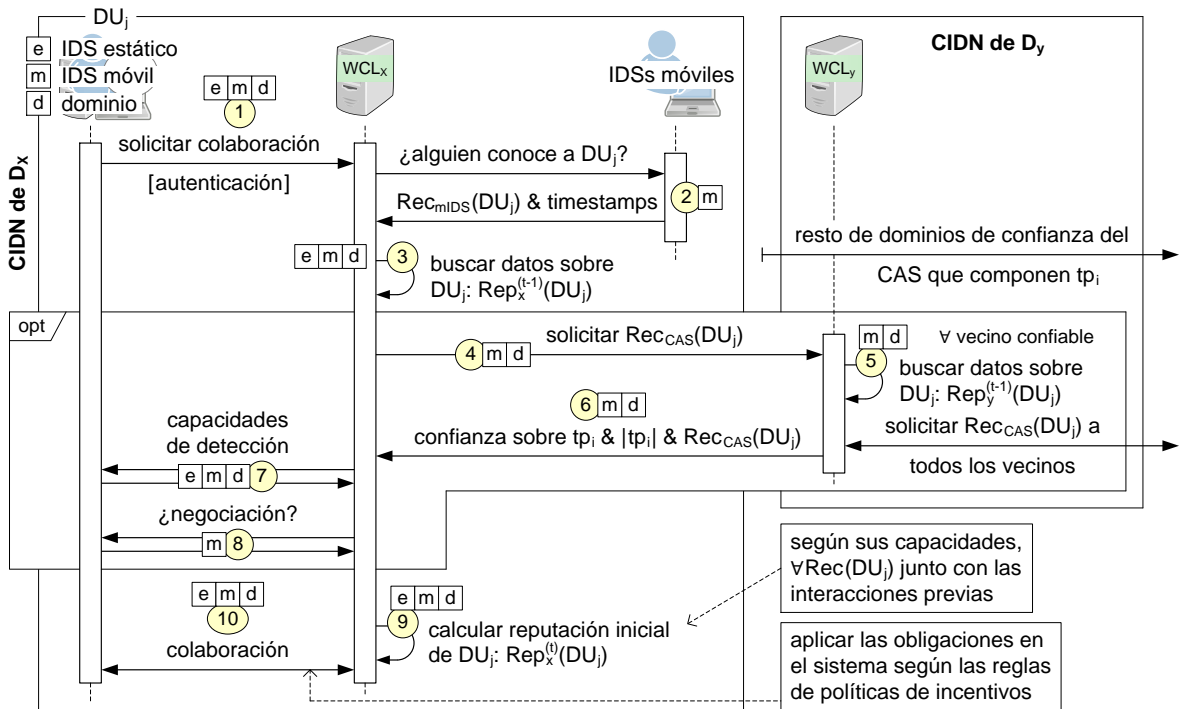 DUj
e IDS estático
m IDS móvil
d dominio
CIDN de Dx
WCLx
IDSs móviles
CIDN de Dy
WCLy
e m d
1
solicitar colaboración
[autenticación]
¿alguien conoce a DUj?
2 m
RecmIDS(DUj) & timestamps
e m d 3
buscar datos sobre
DUj: Repx(t-1)(DUj)
resto de dominios de confianza del
CAS que componen tpi
opt
solicitar RecCAS(DUj)
4 m d
m d
∀ vecino confiable
5
buscar datos sobre
DUj: Repy(t-1)(DUj)
6 m d
confianza sobre tpi & |tpi| & RecCAS(DUj)
solicitar RecCAS(DUj) a
todos los vecinos
capacidades
de detección
e m d 7
¿negociación?
m 8
según sus capacidades,
∀Rec(DUj) junto con las
interacciones previas
e m d
10
colaboración
e m d
9
calcular reputación inicial
de DUj: Repx(t)(DUj)
aplicar las obligaciones en
el sistema según las reglas
de políticas de incentivos